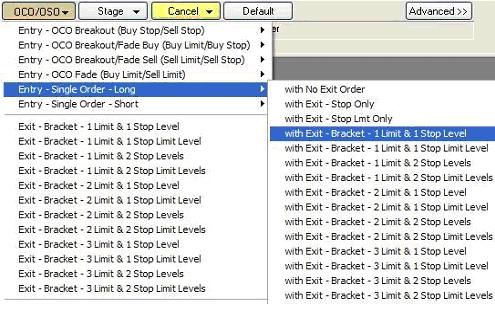 OCO/OSO
Stage
Cancel
Default
Advanced >>
Entry - OCO Breakout (Buy Stop/Sell Stop)
Entry - OCO Breakout/Fade Buy (Buy Limit/Buy Stop)
Entry - OCO Breakout/Fade Sell (Sell Limit/Sell Stop)
Entry - OCO Fade (Buy Limit/Sell Limit)
Entry - Single Order - Long
Entry - Single Order - Short
Exit - Bracket - 1 Limit & 1 Stop Level
Exit - Bracket - 1 Limit & 1 Stop Limit Level
Exit - Bracket - 1 Limit & 2 Stop Levels
Exit - Bracket - 1 Limit & 2 Stop Limit Levels
Exit - Bracket - 2 Limit & 1 Stop Level
Exit - Bracket - 2 Limit & 1 Stop Limit Level
Exit - Bracket - 2 Limit & 2 Stop Levels
Exit - Bracket - 2 Limit & 2 Stop Limit Levels
Exit - Bracket - 3 Limit & 1 Stop Level
Exit - Bracket - 3 Limit & 1 Stop Limit Level
Exit - Bracket - 3 Limit & 2 Stop Levels
Exit - Bracket - 3 Limit & 2 Stop Limit Levels
with No Exit Order
with Exit - Stop Only
with Exit - Stop Lmt Only
with Exit - Bracket - 1 Limit & 1 Stop Level
with Exit - Bracket - 1 Limit & 1 Stop Limit Level
with Exit - Bracket - 1 Limit & 2 Stop Levels
with Exit - Bracket - 1 Limit & 2 Stop Limit Levels
with Exit - Bracket - 2 Limit & 1 Stop Level
with Exit - Bracket - 2 Limit & 1 Stop Limit Level
with Exit - Bracket - 2 Limit & 2 Stop Levels
with Exit - Bracket - 2 Limit & 2 Stop Limit Levels
with Exit - Bracket - 3 Limit & 1 Stop Level
with Exit - Bracket - 3 Limit & 1 Stop Limit Level
with Exit - Bracket - 3 Limit & 2 Stop Levels
with Exit - Bracket - 3 Limit & 2 Stop Limit Levels